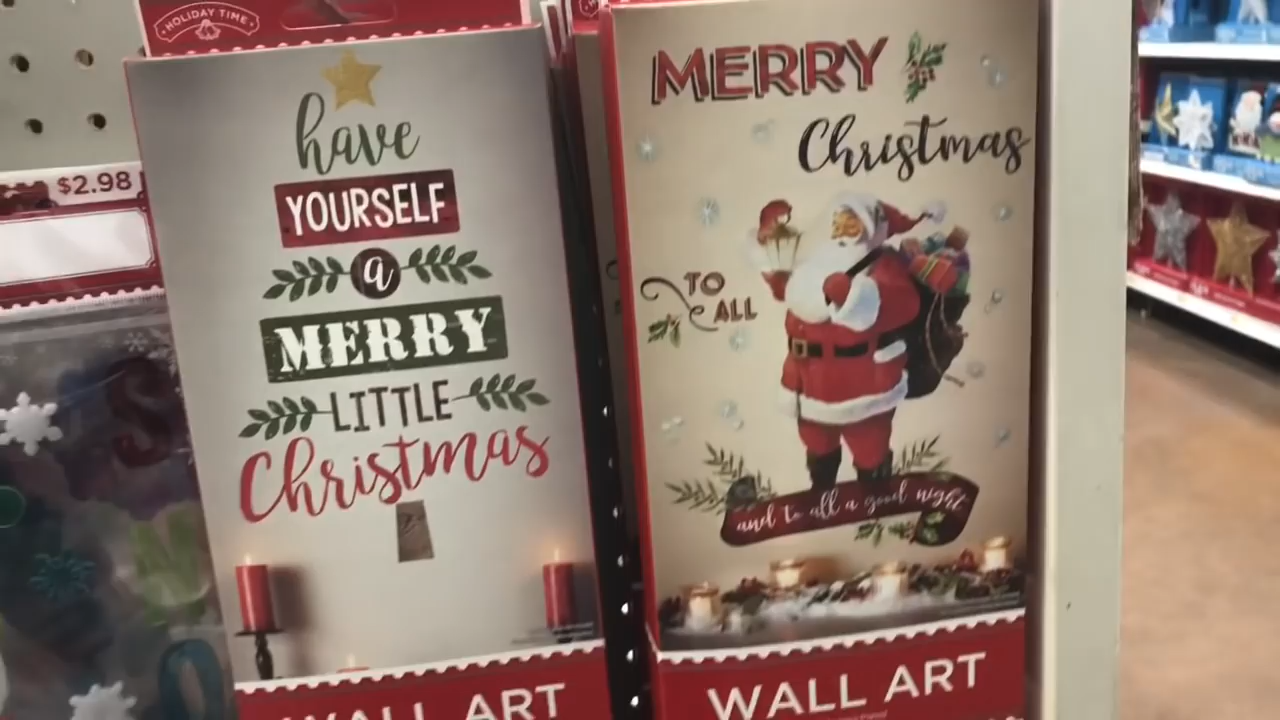 HOLIDAY TIME
$2.98
have
YOURSELF
a
MERRY
LITTLE
Christmas
WALL ART
MERRY
Christmas
TO
ALL
and to all a good night
WALL ART